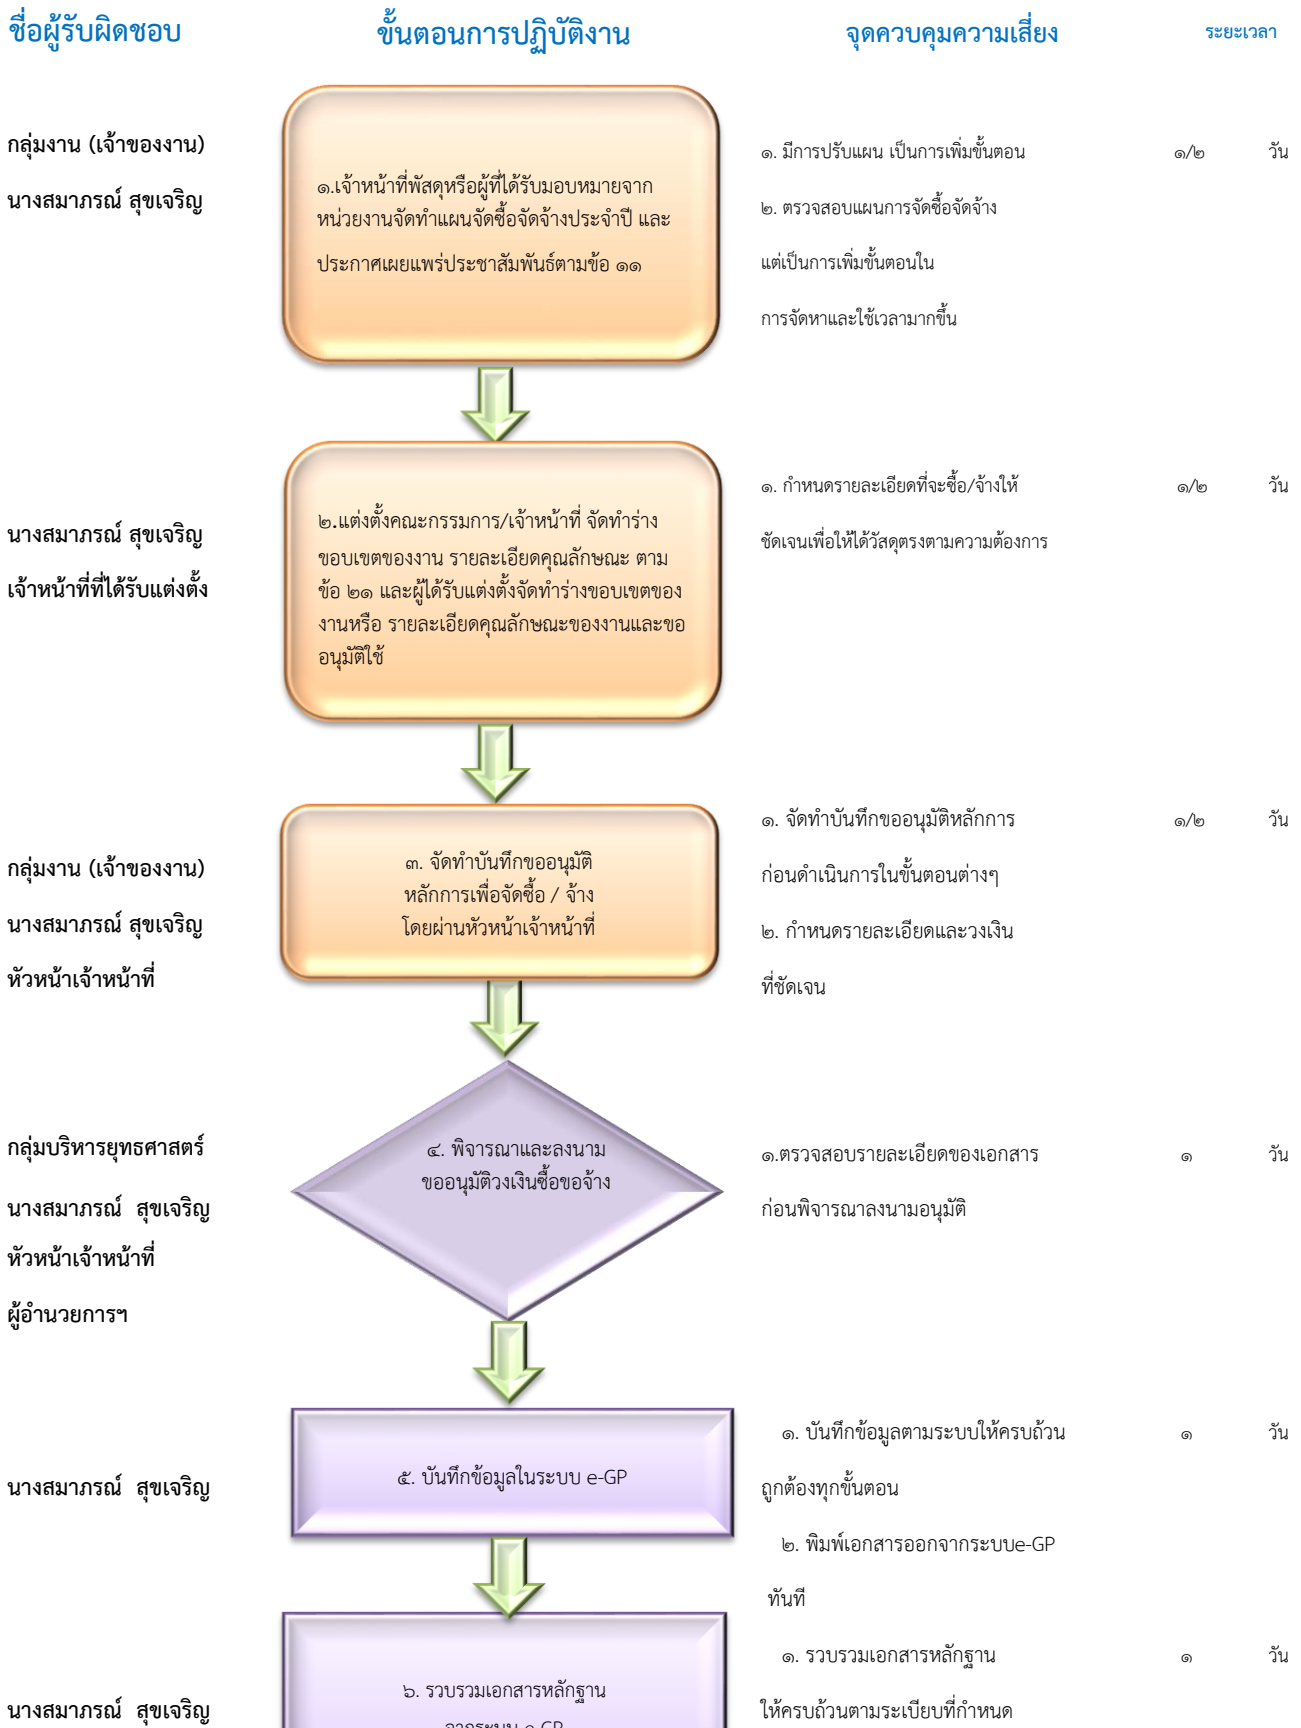 ชื่อผู้รับผิดชอบ ขั้นตอนการปฏิบัติงาน จุดควบคุมความเสี่ยง ระยะเวลา
กลุ่มงาน (เจ้าของงาน)
นางสมาภรณ์ สุขเจริญ
๑.เจ้าหน้าที่พัสดุหรือผู้ที่ได้รับมอบหมายจาก
หน่วยงานจัดทำแผนจัดซื้อจัดจ้างประจำปี และ
ประกาศเผยแพร่ประชาสัมพันธ์ตามข้อ ๑๑
๑. มีการปรับแผน เป็นการเพิ่มขั้นตอน ๑/๒ วัน
๒. ตรวจสอบแผนการจัดซื้อจัดจ้าง
แต่เป็นการเพิ่มขั้นตอนใน
การจัดหาและใช้เวลามากขึ้น
นางสมาภรณ์ สุขเจริญ
เจ้าหน้าที่ที่ได้รับแต่งตั้ง
๒.แต่งตั้งคณะกรรมการ/เจ้าหน้าที่ จัดทำร่าง
ขอบเขตของงาน รายละเอียดคุณลักษณะ ตาม
ข้อ ๒๑ และผู้ได้รับแต่งตั้งจัดทำร่างขอบเขตของ
งานหรือ รายละเอียดคุณลักษณะของงานและขอ
อนุมัติใช้
๑. กำหนดรายละเอียดที่จะซื้อ/จ้างให้ ๑/๒ วัน
ชัดเจนเพื่อให้ได้วัสดุตรงตามความต้องการ
กลุ่มงาน (เจ้าของงาน)
นางสมาภรณ์ สุขเจริญ
หัวหน้าเจ้าหน้าที่
๓. จัดทำบันทึกขออนุมัติ
หลักการเพื่อจัดซื้อ / จ้าง
โดยผ่านหัวหน้าเจ้าหน้าที่
๑. จัดทำบันทึกขออนุมัติหลักการ ๑/๒ วัน
ก่อนดำเนินการในขั้นตอนต่างๆ
๒. กำหนดรายละเอียดและวงเงิน
ที่ชัดเจน
กลุ่มบริหารยุทธศาสตร์
นางสมาภรณ์ สุขเจริญ
หัวหน้าเจ้าหน้าที่
ผู้อำนวยการฯ
๔. พิจารณาและลงนาม
ขออนุมัติวงเงินซื้อขอจ้าง
๑.ตรวจสอบรายละเอียดของเอกสาร ๑ วัน
ก่อนพิจารณาลงนามอนุมัติ
นางสมาภรณ์ สุขเจริญ
๕. บันทึกข้อมูลในระบบ e-GP
๑. บันทึกข้อมูลตามระบบให้ครบถ้วน ๑ วัน
ถูกต้องทุกขั้นตอน
๒. พิมพ์เอกสารออกจากระบบe-GP
ทันที
นางสมาภรณ์ สุขเจริญ
๖. รวบรวมเอกสารหลักฐาน
จากระบบ e-GP
๑. รวบรวมเอกสารหลักฐาน ๑ วัน
ให้ครบถ้วนตามระเบียบที่กำหนด